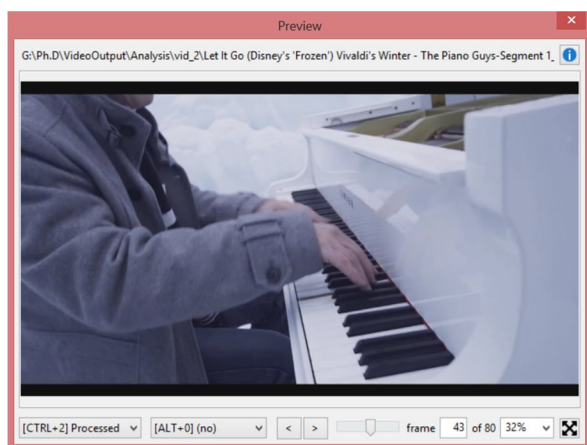 Preview
G:\Ph.D\VideoOutput\Analysis\vid_2\Let It Go (Disney's 'Frozen') Vivaldi's Winter - The Piano Guys-Segment 1_
[CTRL+2] Processed [ALT+0] (no) < > frame 43 of 80 32%